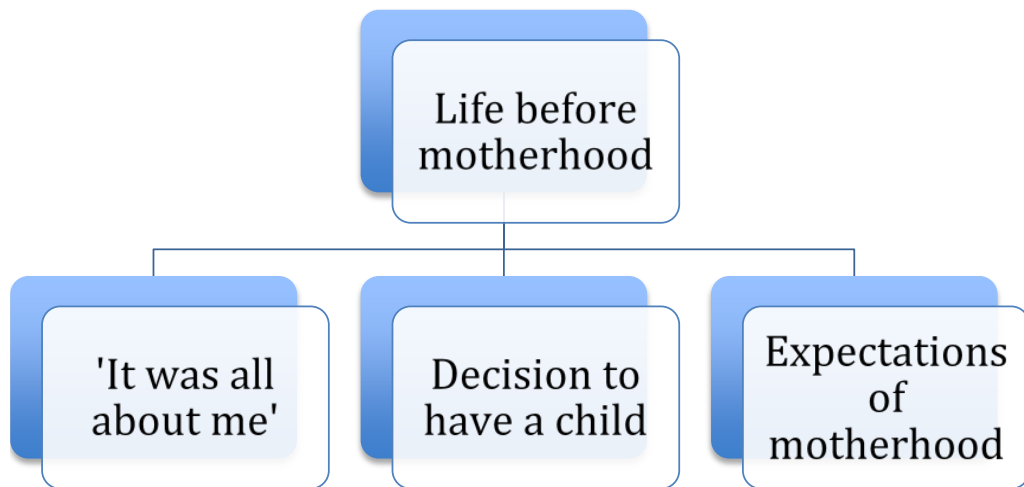 Life before
motherhood
'It was all
about me'
Decision to
have a child
Expectations
of
motherhood